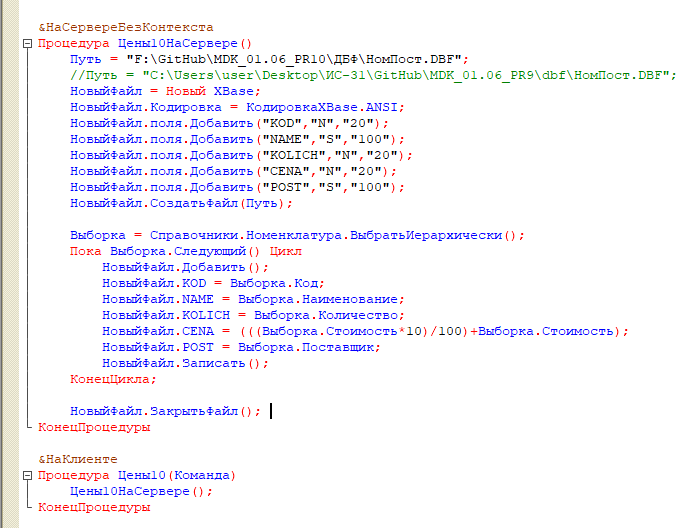 &НаСервереБезКонтекста
Процедура Цены10НаСервере()
Путь = "F:\GitHub\MDK_01.06_PR10\ДБФ\НомПост.DBF";
//Путь = "C:\Users\user\Desktop\ИС-31\GitHub\MDK_01.06_PR9\dbf\НомПост.DBF";
НовыйФайл = Новый XBase;
НовыйФайл.Кодировка = КодировкаXBase.ANSI;
НовыйФайл.поля.Добавить("KOD","N","20");
НовыйФайл.поля.Добавить("NAME","S","100");
НовыйФайл.поля.Добавить("KOLICH","N","20");
НовыйФайл.поля.Добавить("CENA","N","20");
НовыйФайл.поля.Добавить("POST","S","100");
НовыйФайл.СоздатьФайл(Путь);
Выборка = Справочники.Номенклатура.ВыбратьИерархически();
Пока Выборка.Следующий() Цикл
НовыйФайл.Добавить();
НовыйФайл.KOD = Выборка.Код;
НовыйФайл.NAME = Выборка.Наименование;
НовыйФайл.KOLICH = Выборка.Количество;
НовыйФайл.CENA = (((Выборка.Стоимость*10)/100)+Выборка.Стоимость);
НовыйФайл.POST = Выборка.Поставщик;
НовыйФайл.Записать();
КонецЦикла;
НовыйФайл.ЗакрытьФайл();
КонецПроцедуры
&НаКлиенте
Процедура Цены10(Команда)
Цены10НаСервере();
КонецПроцедуры